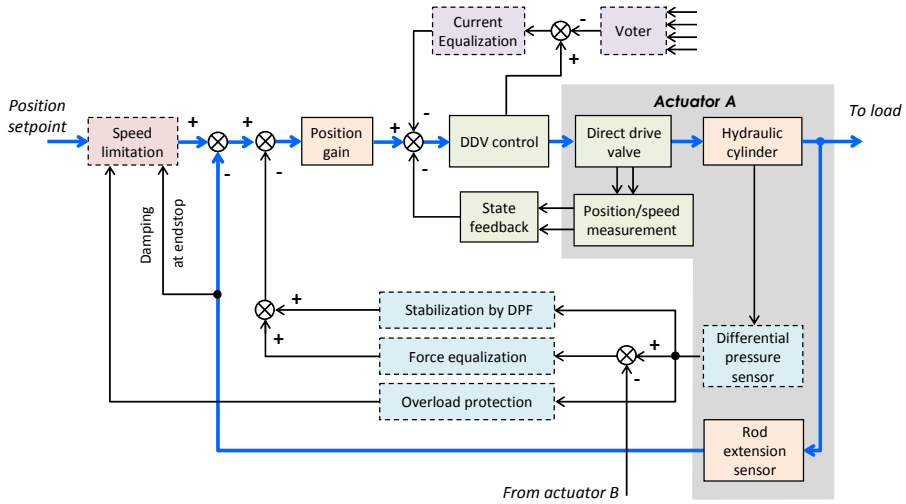 Current
Equalization
-
Voter
-
+
Actuator A
Position
setpoint
To load
Speed
limitation
+
-
+
-
Position
gain
+
-
-
DDV control
Direct drive
valve
Hydraulic
cylinder
State
feedback
Position/speed
measurement
Damping
at endstop
+
+
Stabilization by DPF
Force equalization
+
-
Overload protection
Differential
pressure
sensor
Rod
extension
sensor
From actuator B